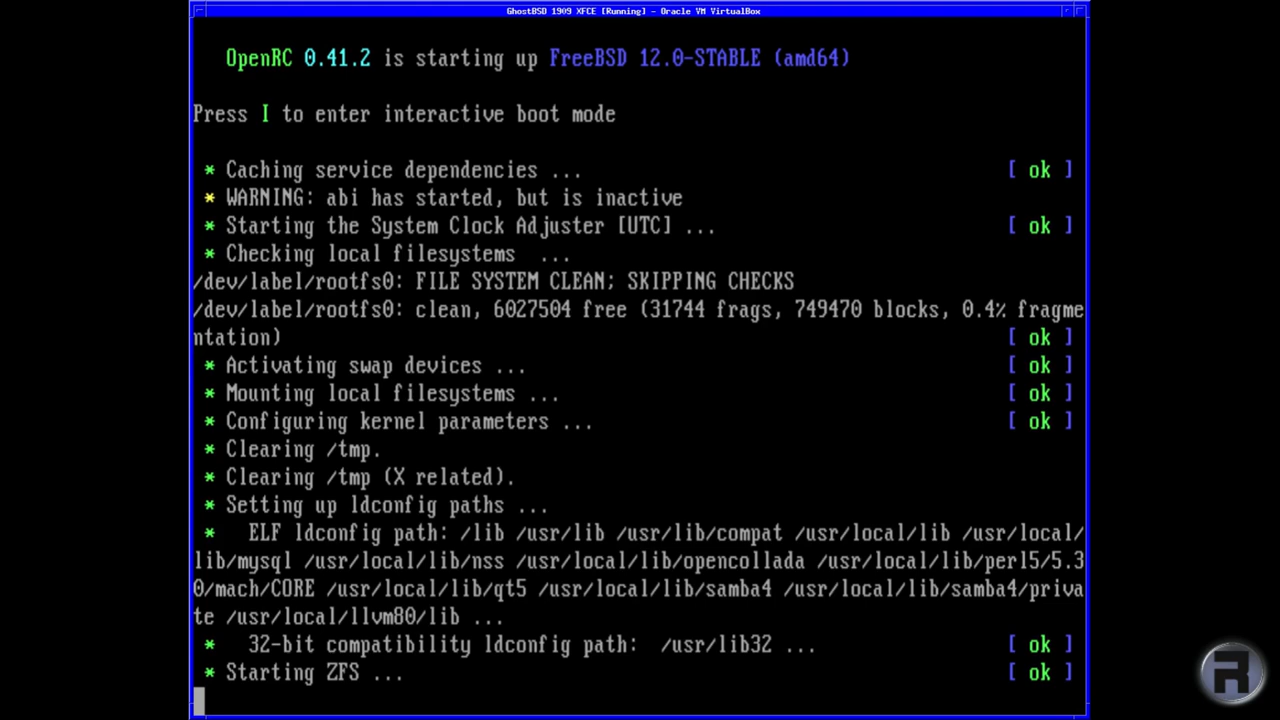 GhostBSD 1909 XFCE [Running] - Oracle VM VirtualBox
OpenRC 0.41.2 is starting up FreeBSD 12.0-STABLE (amd64)
Press I to enter interactive boot mode
* Caching service dependencies ... [ ok ]
* WARNING: abi has started, but is inactive
* Starting the System Clock Adjuster [UTC] ... [ ok ]
* Checking local filesystems  ...
/dev/label/rootfs0: FILE SYSTEM CLEAN; SKIPPING CHECKS
/dev/label/rootfs0: clean, 6027504 free (31744 frags, 749470 blocks, 0.4% fragme
ntation) [ ok ]
* Activating swap devices ... [ ok ]
* Mounting local filesystems ... [ ok ]
* Configuring kernel parameters ... [ ok ]
* Clearing /tmp.
* Clearing /tmp (X related).
* Setting up ldconfig paths ...
*   ELF ldconfig path: /lib /usr/lib /usr/lib/compat /usr/local/lib /usr/local/
lib/mysql /usr/local/lib/nss /usr/local/lib/opencollada /usr/local/lib/perl5/5.3
0/mach/CORE /usr/local/lib/qt5 /usr/local/lib/samba4 /usr/local/lib/samba4/priva
te /usr/local/llvm80/lib ...
*   32-bit compatibility ldconfig path:  /usr/lib32 ... [ ok ]
* Starting ZFS ... [ ok ]
R